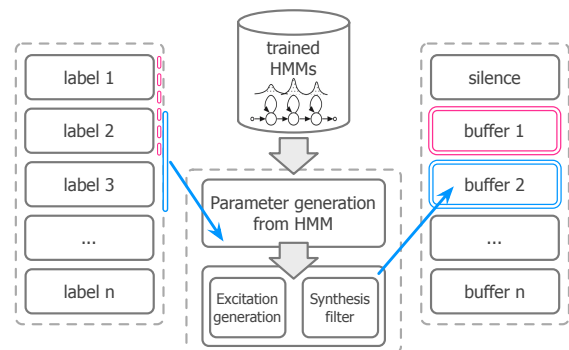 label 1
label 2
label 3
...
label n
trained
HMMs
Parameter generation
from HMM
Excitation
generation
Synthesis
filter
silence
buffer 1
buffer 2
...
buffer n